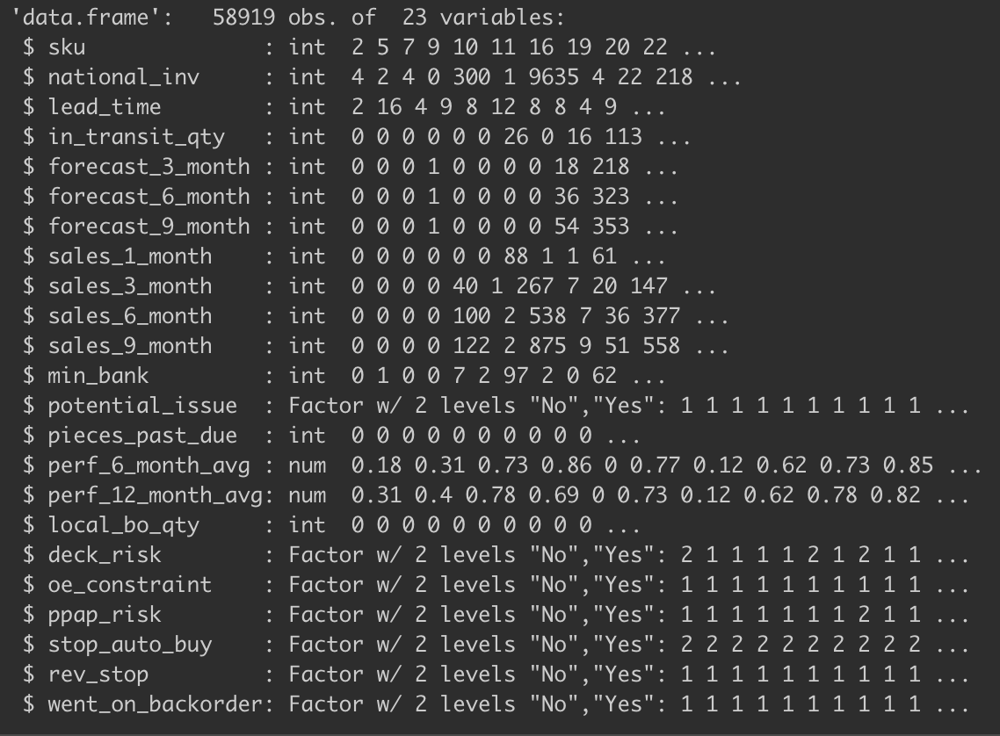 'data.frame':   58919 obs. of  23 variables:
 $ sku              : int  2 5 7 9 10 11 16 19 20 22 ...
 $ national_inv     : int  4 2 4 0 300 1 9635 4 22 218 ...
 $ lead_time        : int  2 16 4 9 8 12 8 8 4 9 ...
 $ in_transit_qty   : int  0 0 0 0 0 0 26 0 16 113 ...
 $ forecast_3_month : int  0 0 0 1 0 0 0 0 18 218 ...
 $ forecast_6_month : int  0 0 0 1 0 0 0 0 36 323 ...
 $ forecast_9_month : int  0 0 0 1 0 0 0 0 54 353 ...
 $ sales_1_month    : int  0 0 0 0 0 0 88 1 1 61 ...
 $ sales_3_month    : int  0 0 0 0 40 1 267 7 20 147 ...
 $ sales_6_month    : int  0 0 0 0 100 2 538 7 36 377 ...
 $ sales_9_month    : int  0 0 0 0 122 2 875 9 51 558 ...
 $ min_bank         : int  0 1 0 0 7 2 97 2 0 62 ...
 $ potential_issue  : Factor w/ 2 levels "No","Yes": 1 1 1 1 1 1 1 1 1 1 ...
 $ pieces_past_due  : int  0 0 0 0 0 0 0 0 0 0 ...
 $ perf_6_month_avg : num  0.18 0.31 0.73 0.86 0 0.77 0.12 0.62 0.73 0.85 ...
 $ perf_12_month_avg: num  0.31 0.4 0.78 0.69 0 0.73 0.12 0.62 0.78 0.82 ...
 $ local_bo_qty     : int  0 0 0 0 0 0 0 0 0 0 ...
 $ deck_risk        : Factor w/ 2 levels "No","Yes": 2 1 1 1 1 2 1 2 1 1 ...
 $ oe_constraint    : Factor w/ 2 levels "No","Yes": 1 1 1 1 1 1 1 1 1 1 ...
 $ ppap_risk        : Factor w/ 2 levels "No","Yes": 1 1 1 1 1 1 1 2 1 1 ...
 $ stop_auto_buy    : Factor w/ 2 levels "No","Yes": 2 2 2 2 2 2 2 2 2 2 ...
 $ rev_stop         : Factor w/ 2 levels "No","Yes": 1 1 1 1 1 1 1 1 1 1 ...
 $ went_on_backorder: Factor w/ 2 levels "No","Yes": 1 1 1 1 1 1 1 1 1 1 ...